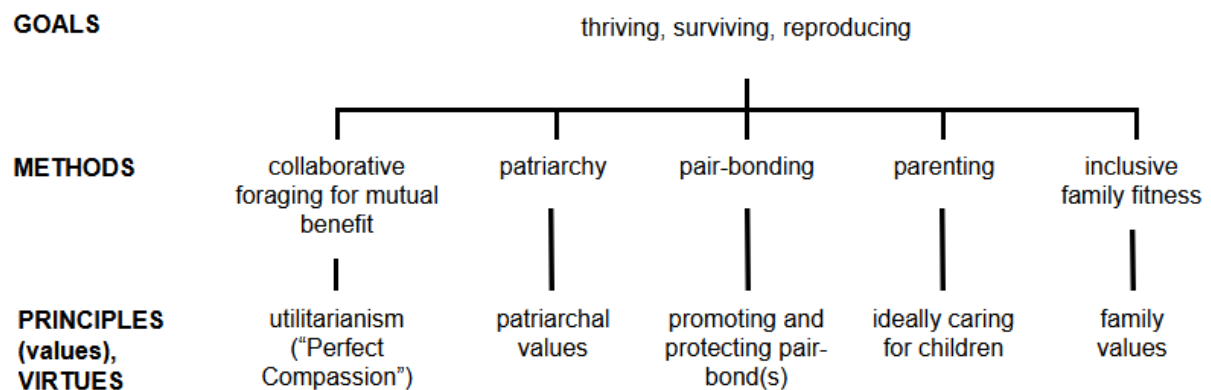 GOALS
thriving, surviving, reproducing
METHODS
collaborative
foraging for mutual
benefit
patriarchy
pair-bonding
parenting
inclusive
family fitness
PRINCIPLES
(values),
VIRTUES
utilitarianism
(“Perfect
Compassion”)
patriarchal
values
promoting and
protecting pair-
bond(s)
ideally caring
for children
family
values